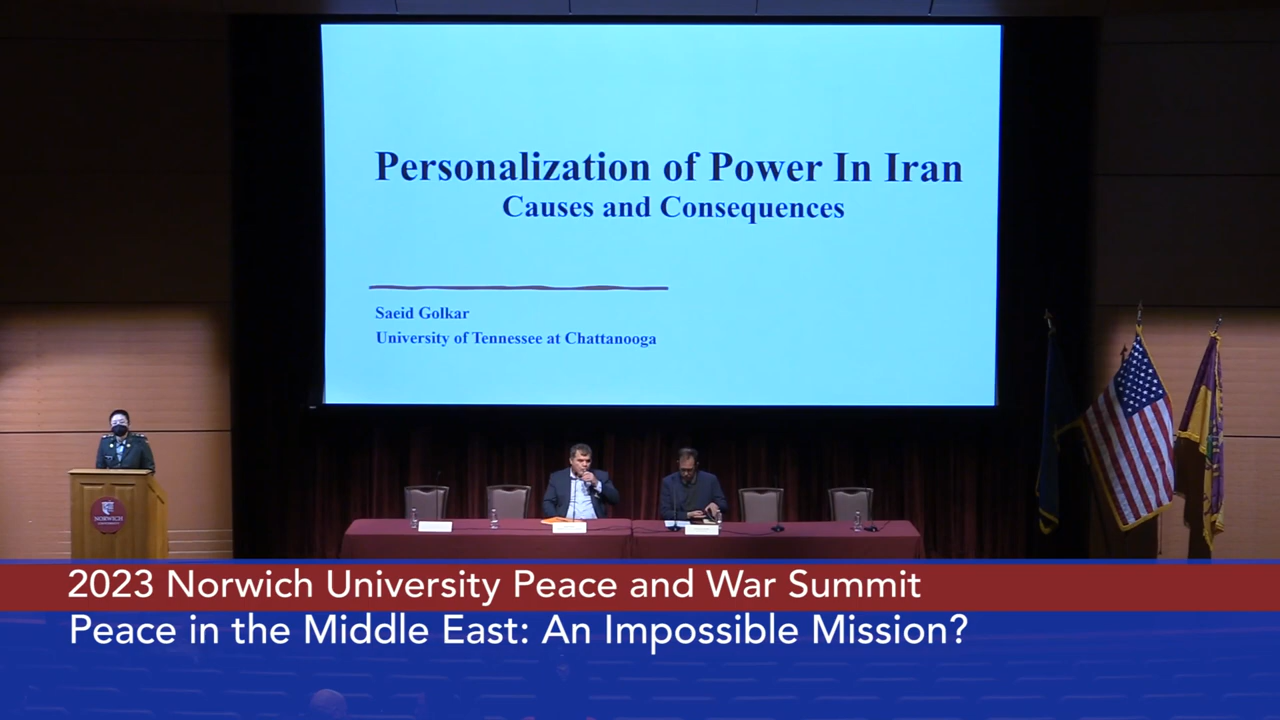 Personalization of Power In Iran
Causes and Consequences
Saeid Golkar
University of Tennessee at Chattanooga
NORWICH
2023 Norwich University Peace and War Summit
Peace in the Middle East: An Impossible Mission?